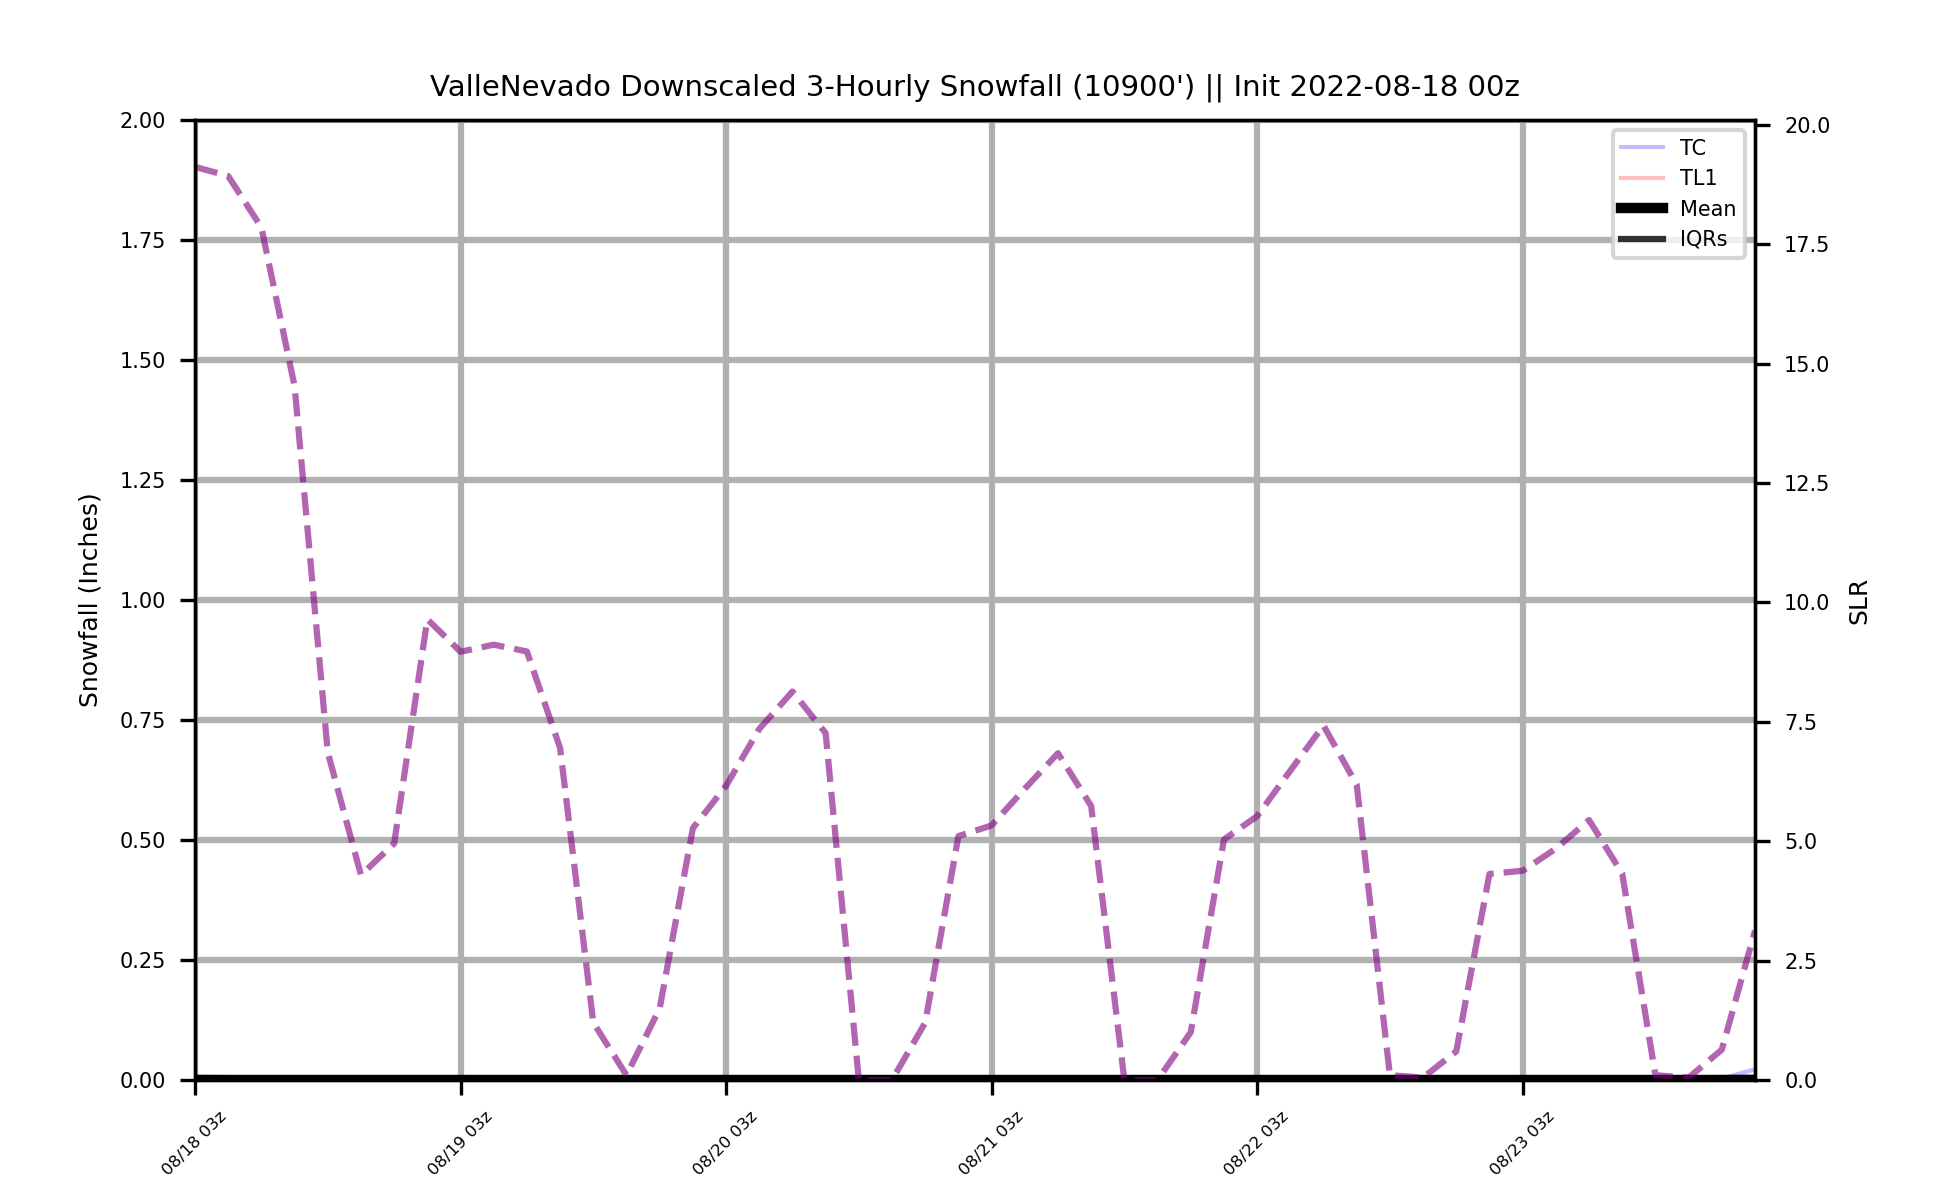 ValleNevado Downscaled 3-Hourly Snowfall (10900') || Init 2022-08-18 00z
Snowfall (Inches)
2.00
1.75
1.50
1.25
1.00
0.75
0.50
0.25
0.00
TC
TL1
Mean
IQRs
20.0
17.5
15.0
12.5
10.0
7.5
5.0
2.5
0.0
SLR
08/18 03z
08/19 03z
08/20 03z
08/21 03z
08/22 03z
08/23 03z